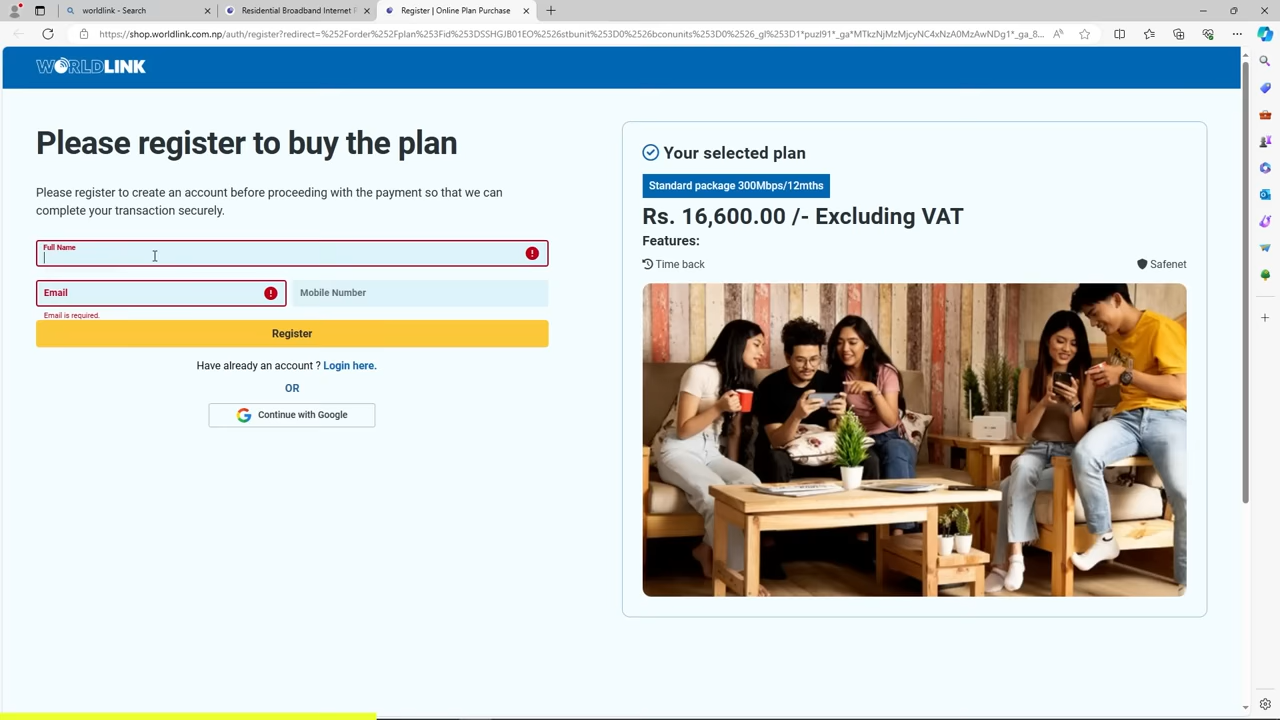 worldlink - Search
Residential Broadband Internet P
Register | Online Plan Purchase
https://shop.worldlink.com.np/auth/register?redirect=%252Forder%252Fplan%253Fid%253DSSHGJB01EO%2526stbunit%253D0%2526bconunits%253D0%2526_gl%253D1*puzl91*_ga*MTkzNjMzMjcyNC4xNzA0MzAwNDg1*_ga_8...
WORLDLINK
Please register to buy the plan
Please register to create an account before proceeding with the payment so that we can
complete your transaction securely.
Full Name
Email
Mobile Number
Email is required.
Register
Have already an account ? Login here.
OR
Continue with Google
Your selected plan
Standard package 300Mbps/12mths
Rs. 16,600.00 /- Excluding VAT
Features:
Time back
Safenet